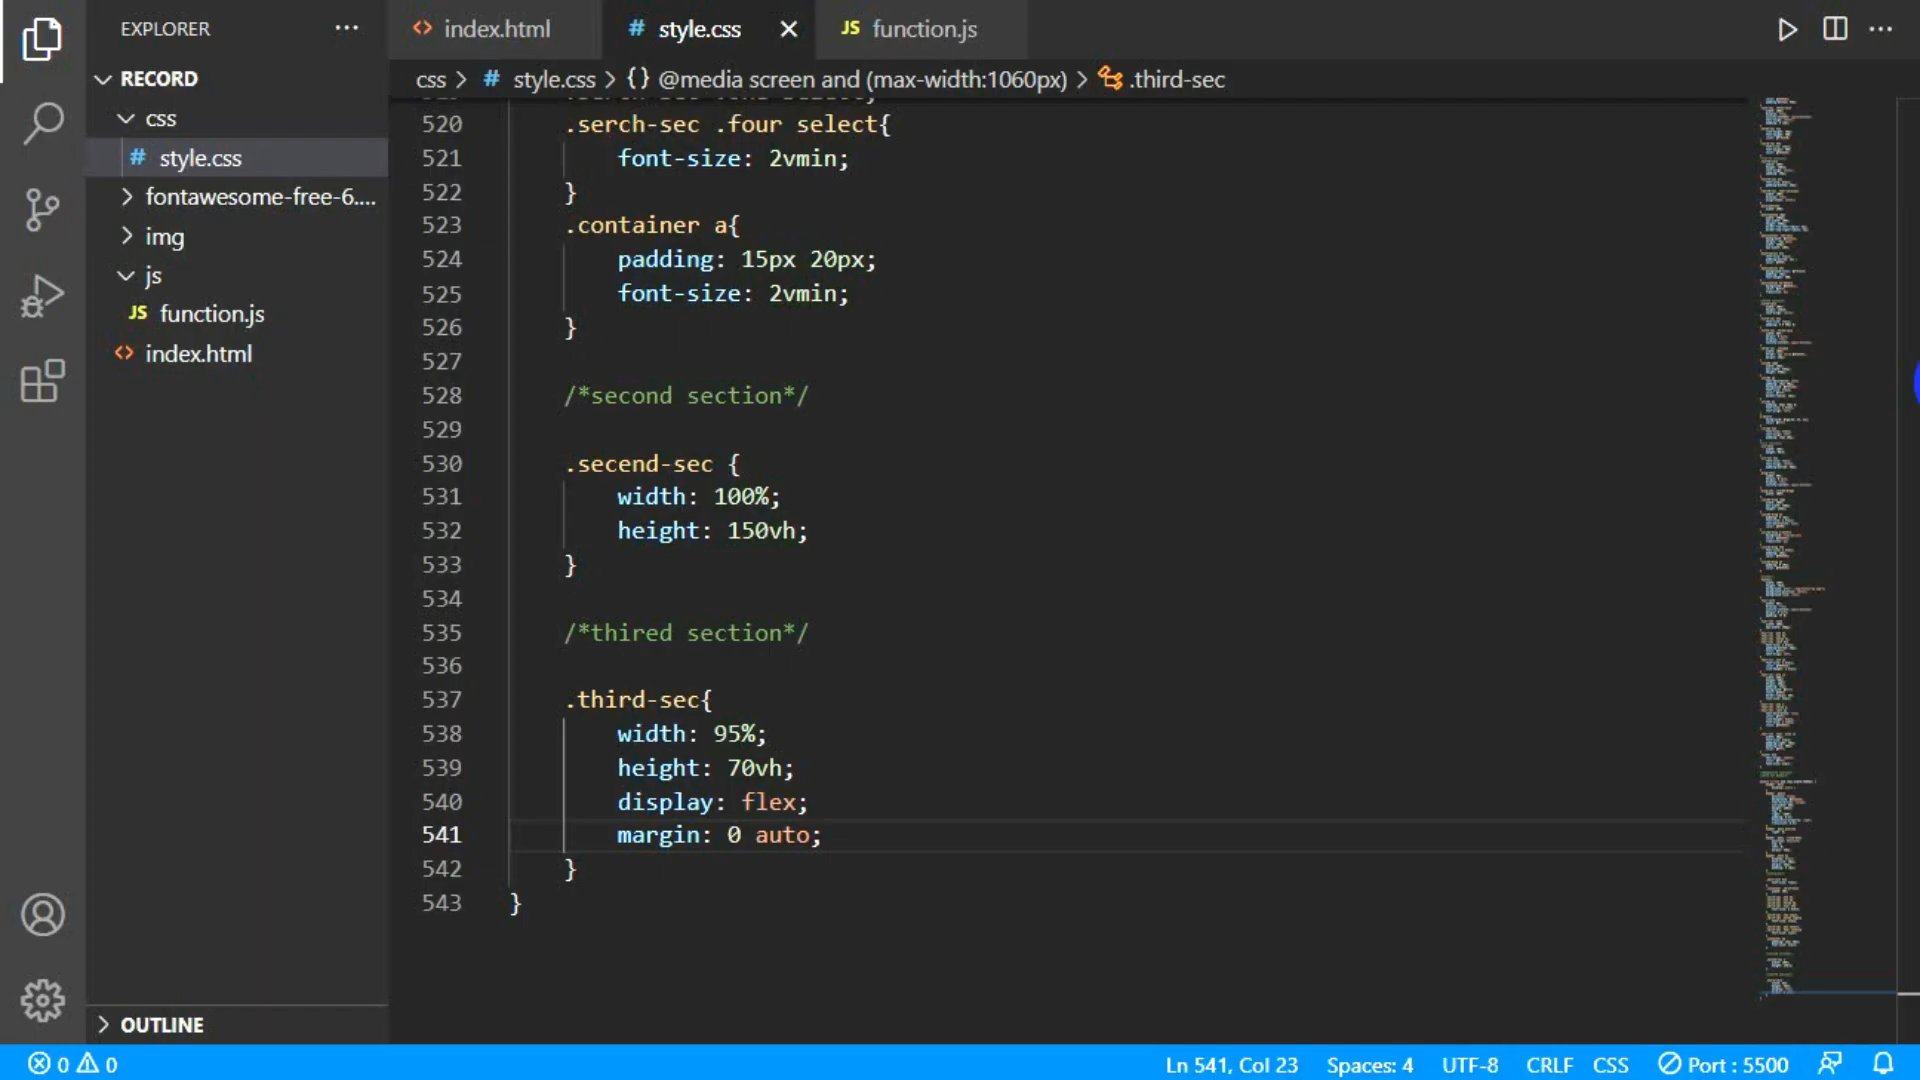 EXPLORER ...
RECORD
css
# style.css
fontawesome-free-6....
img
js
JS function.js
<> index.html
OUTLINE
<> index.html # style.css × JS function.js
css > # style.css > {} @media screen and (max-width:1060px) > .third-sec
520 .serch-sec .four select{
521 font-size: 2vmin;
522 }
523 .container a{
524 padding: 15px 20px;
525 font-size: 2vmin;
526 }
527
528 /*second section*/
529
530 .secend-sec {
531 width: 100%;
532 height: 150vh;
533 }
534
535 /*thired section*/
536
537 .third-sec{
538 width: 95%;
539 height: 70vh;
540 display: flex;
541 margin: 0 auto;
542 }
543 }
0 0 Ln 541, Col 23 Spaces: 4 UTF-8 CRLF CSS Port : 5500